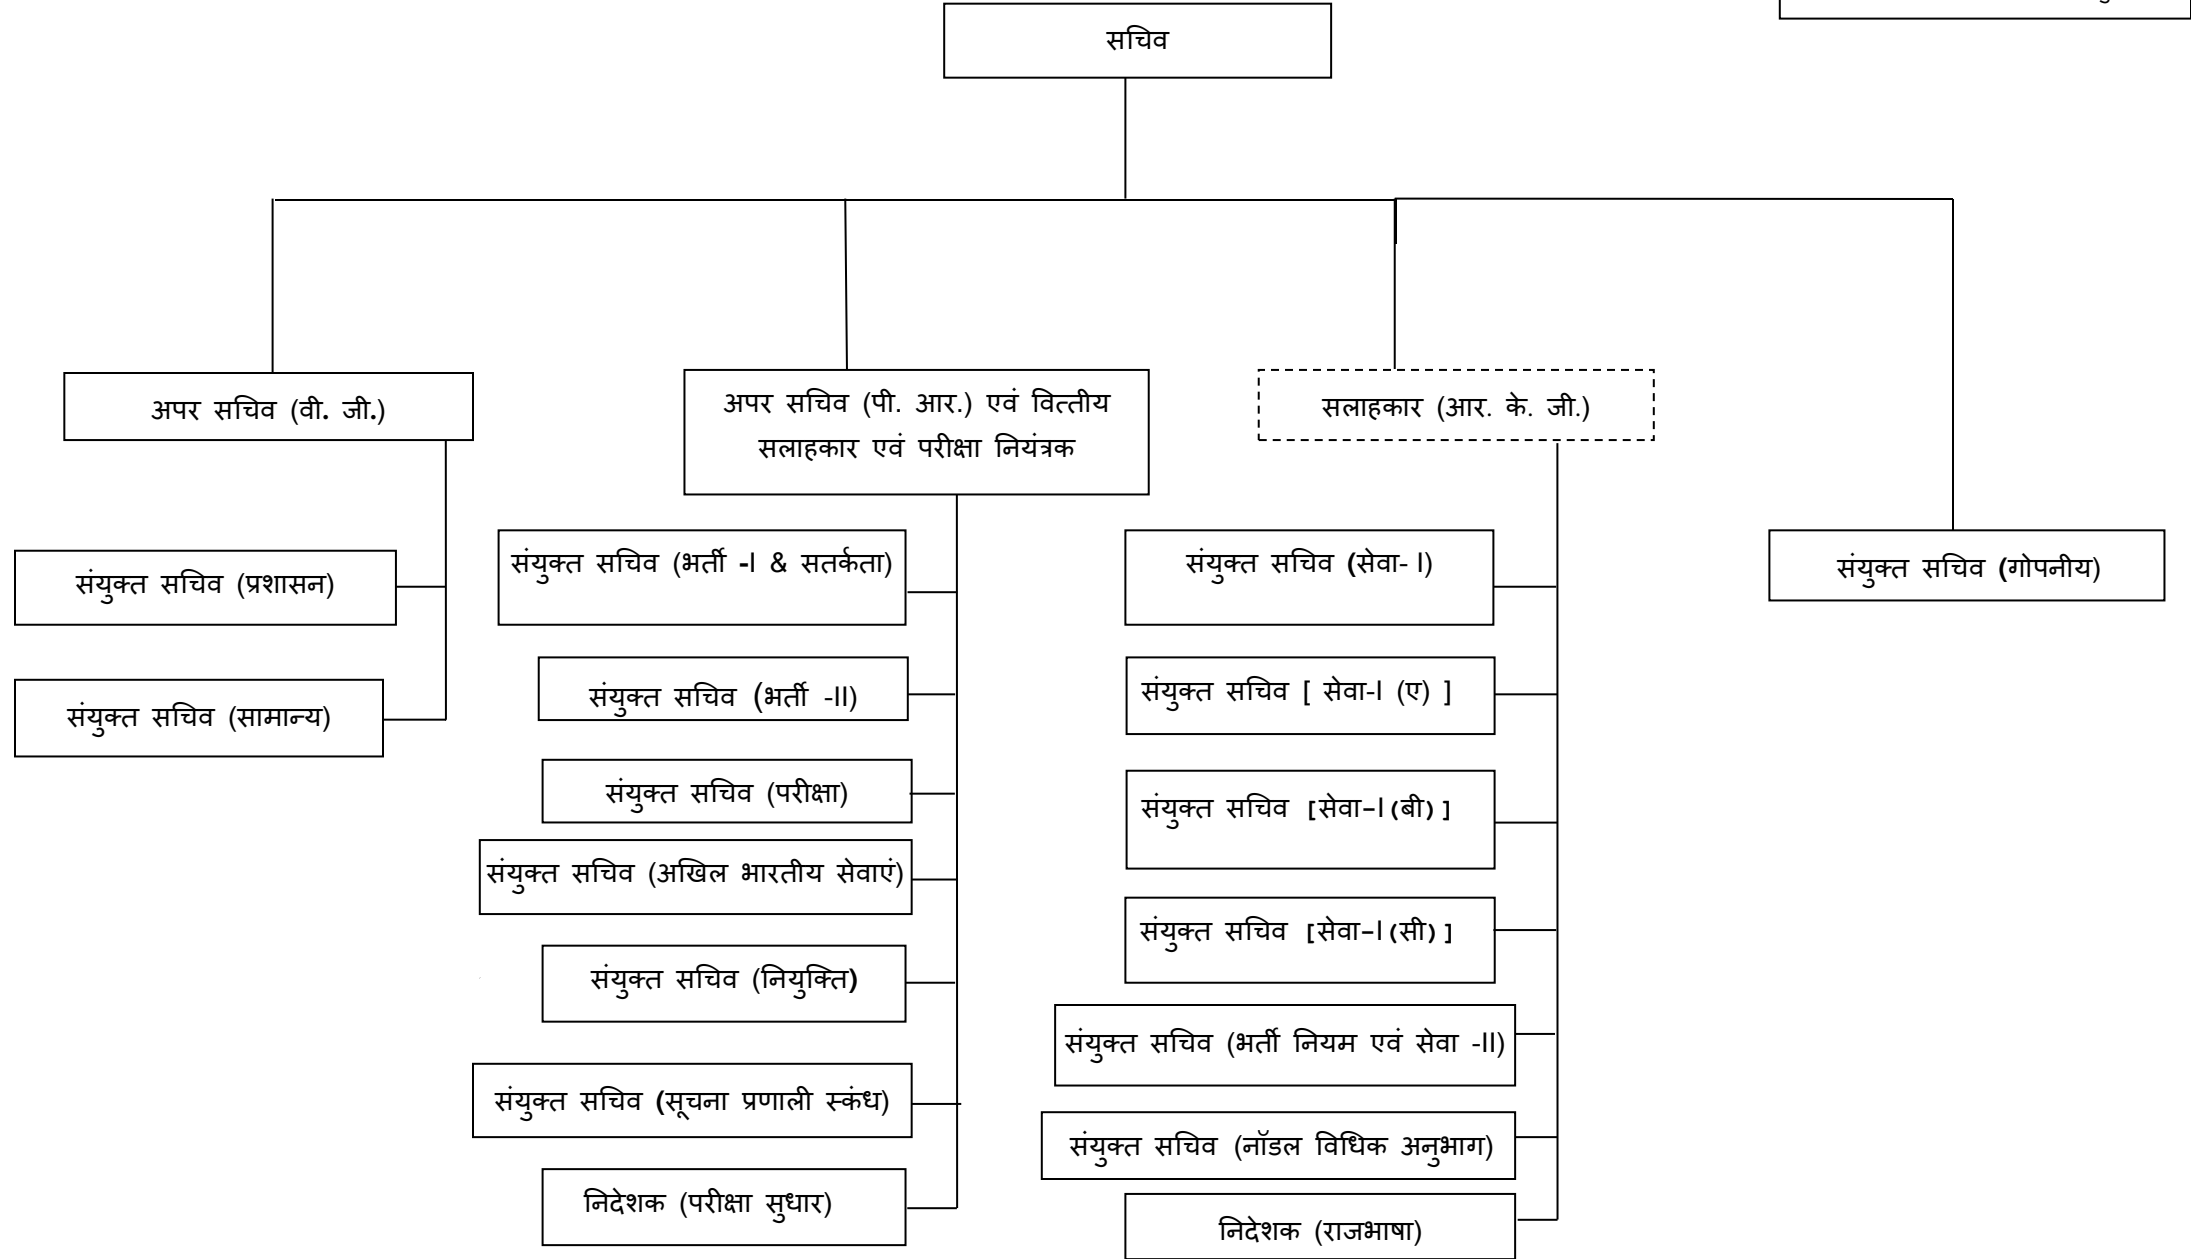 सचिव
अपर सचिव (वी. जी.)
अपर सचिव (पी. आर.) एवं वित्तीय
सलाहकार एवं परीक्षा नियंत्रक
सलाहकार (आर. के. जी.)
संयुक्त सचिव (प्रशासन)
संयुक्त सचिव (सामान्य)
संयुक्त सचिव (भर्ती -I & सतर्कता)
संयुक्त सचिव (भर्ती -II)
संयुक्त सचिव (परीक्षा)
संयुक्त सचिव (अखिल भारतीय सेवाएं)
संयुक्त सचिव (नियुक्ति)
संयुक्त सचिव (सूचना प्रणाली स्कंध)
निदेशक (परीक्षा सुधार)
संयुक्त सचिव (सेवा- I)
संयुक्त सचिव [ सेवा-I (ए) ]
संयुक्त सचिव [सेवा–I(बी)]
संयुक्त सचिव [सेवा–I(सी)]
संयुक्त सचिव (भर्ती नियम एवं सेवा -II)
संयुक्त सचिव (नॉडल विधिक अनुभाग)
निदेशक (राजभाषा)
संयुक्त सचिव (गोपनीय)